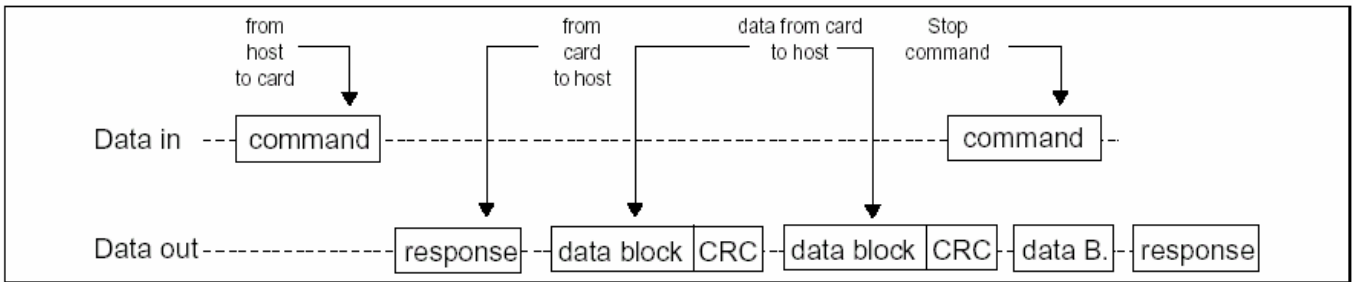 from
host
to card
from
card
to host
data from card
to host
Stop
command
Data in
command
command
Data out
response
data block
CRC
data block
CRC
data B.
response